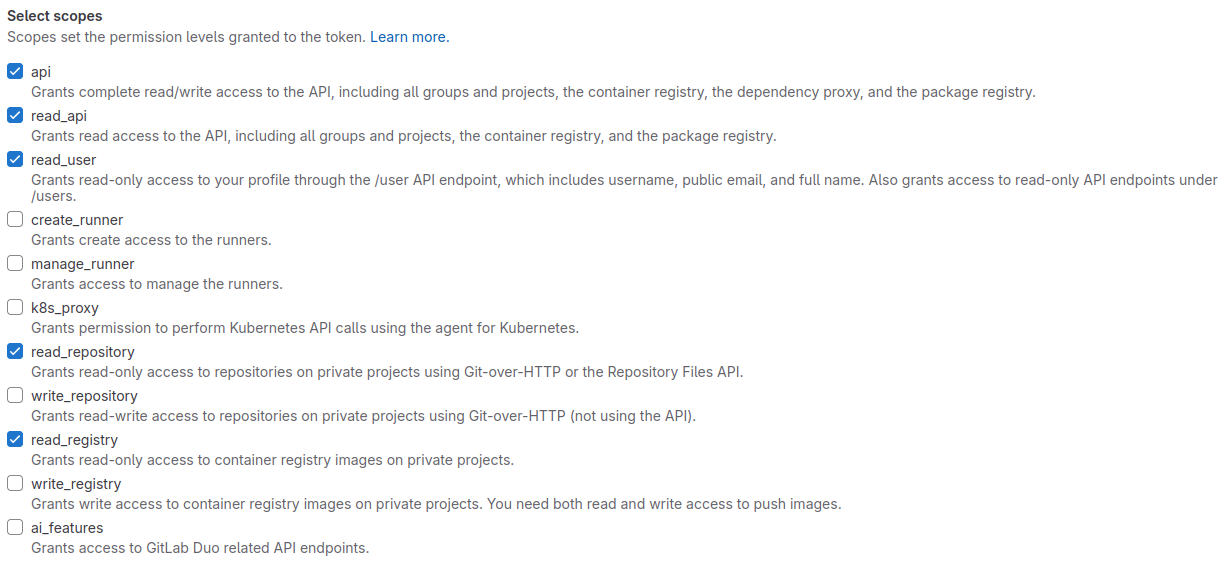 Select scopes
Scopes set the permission levels granted to the token. Learn more.
api
Grants complete read/write access to the API, including all groups and projects, the container registry, the dependency proxy, and the package registry.
read_api
Grants read access to the API, including all groups and projects, the container registry, and the package registry.
read_user
Grants read-only access to your profile through the /user API endpoint, which includes username, public email, and full name. Also grants access to read-only API endpoints under
/users.
create_runner
Grants create access to the runners.
manage_runner
Grants access to manage the runners.
k8s_proxy
Grants permission to perform Kubernetes API calls using the agent for Kubernetes.
read_repository
Grants read-only access to repositories on private projects using Git-over-HTTP or the Repository Files API.
write_repository
Grants read-write access to repositories on private projects using Git-over-HTTP (not using the API).
read_registry
Grants read-only access to container registry images on private projects.
write_registry
Grants write access to container registry images on private projects. You need both read and write access to push images.
ai_features
Grants access to GitLab Duo related API endpoints.